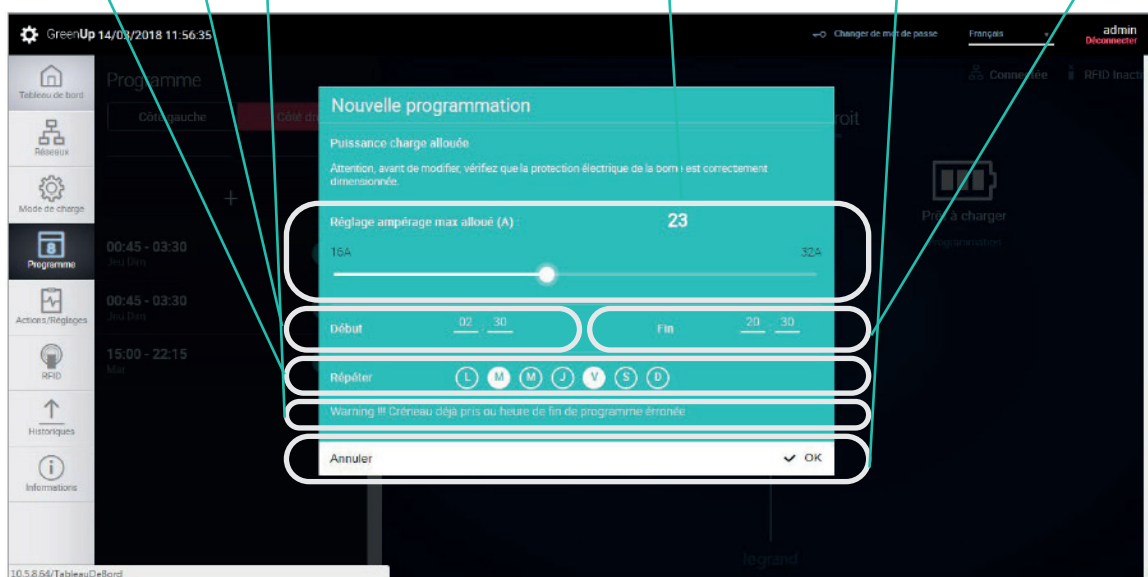 GreenUp 14/03/2018 11:56:35
Changer de mot de passe
Français
admin
Déconnecter
Tableau de bord
Réseaux
Mode de charge
8
Programme
Actions/Réglages
RFID
Historiques
Informations
Programme
Côté gauche
Côté dr
+
00:45 - 03:30
Jeu Dim
00:45 - 03:30
Jeu Dim
15:00 - 22:15
Mar
Connectée
RFID Inacti
roit
Prêt à charger
Programmation
Nouvelle programmation
Puissance charge allouée
Attention, avant de modifier, vérifiez que la protection électrique de la borne est correctement
dimensionnée.
Réglage ampérage max alloué (A) : 23
16A 32A
Début 02 : 30 Fin 20 : 30
Répéter L M M J V S D
Warning !!! Créneau déjà pris ou heure de fin de programme érronée
Annuler OK
legrand
10.5.8.64/TableauDeBord